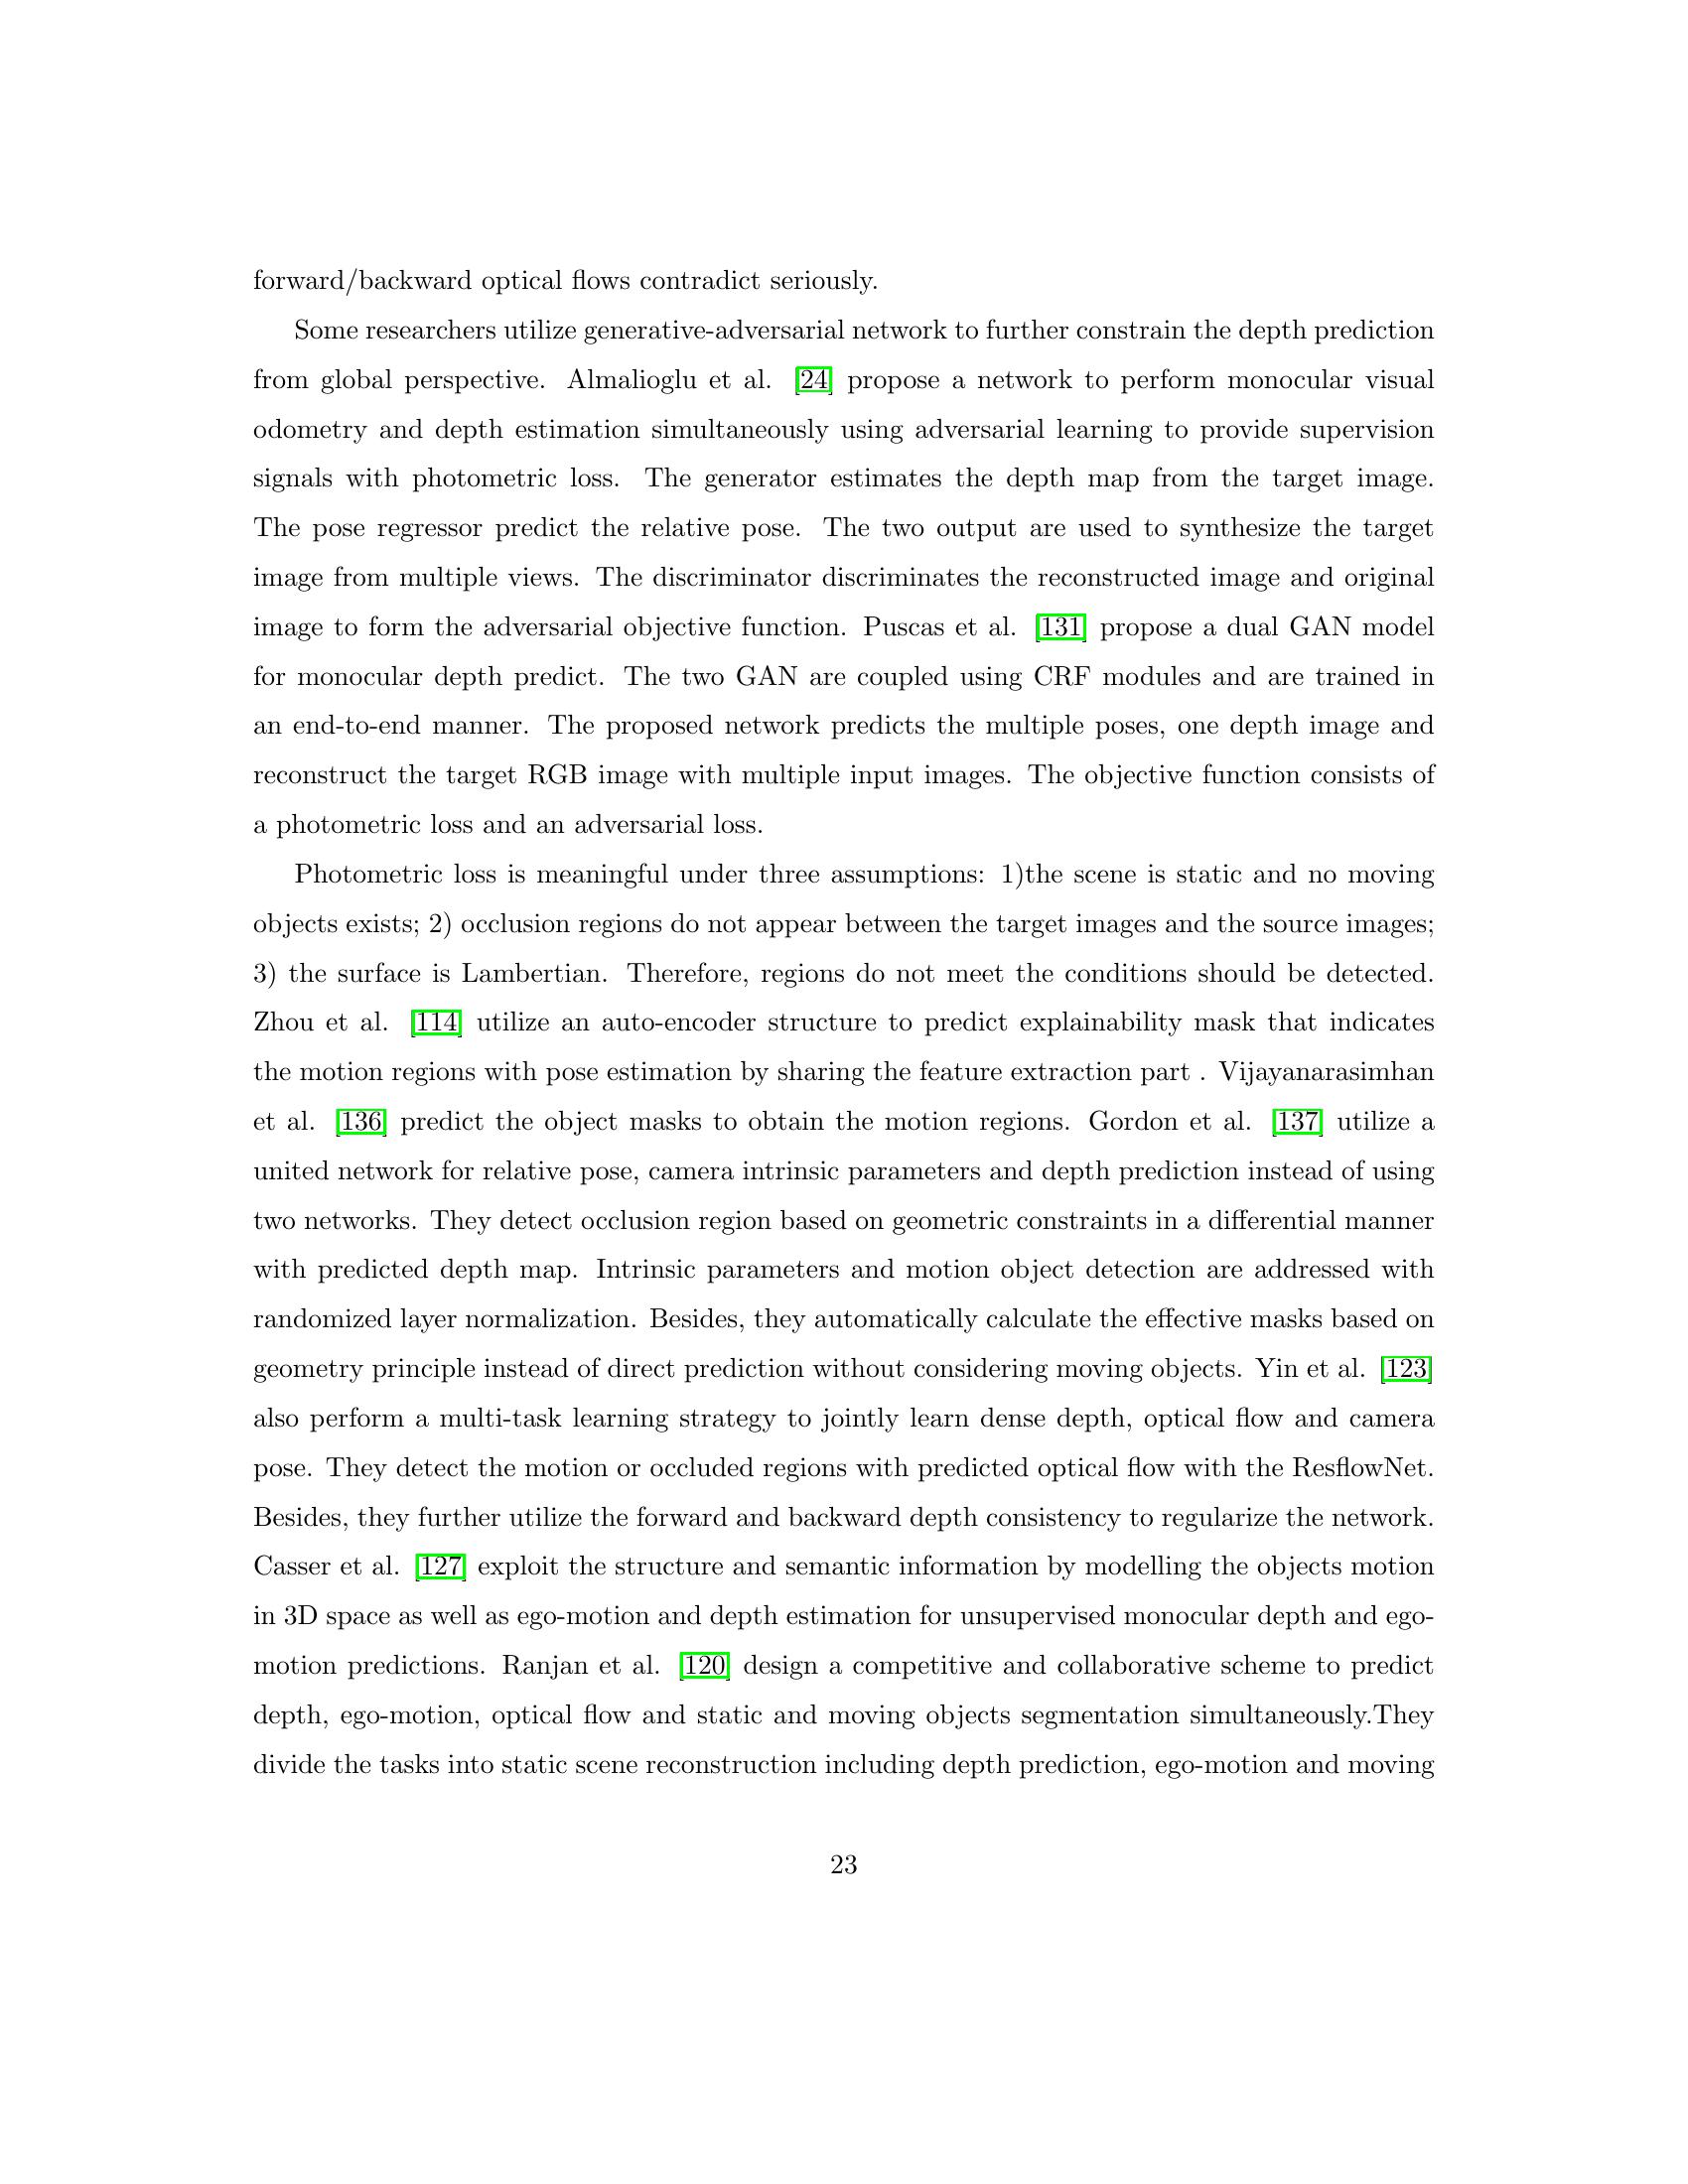 forward/backward optical flows contradict seriously.
Some researchers utilize generative-adversarial network to further constrain the depth prediction
from global perspective. Almalioglu et al. [24] propose a network to perform monocular visual
odometry and depth estimation simultaneously using adversarial learning to provide supervision
signals with photometric loss. The generator estimates the depth map from the target image.
The pose regressor predict the relative pose. The two output are used to synthesize the target
image from multiple views. The discriminator discriminates the reconstructed image and original
image to form the adversarial objective function. Puscas et al. [131] propose a dual GAN model
for monocular depth predict. The two GAN are coupled using CRF modules and are trained in
an end-to-end manner. The proposed network predicts the multiple poses, one depth image and
reconstruct the target RGB image with multiple input images. The objective function consists of
a photometric loss and an adversarial loss.
Photometric loss is meaningful under three assumptions: 1)the scene is static and no moving
objects exists; 2) occlusion regions do not appear between the target images and the source images;
3) the surface is Lambertian. Therefore, regions do not meet the conditions should be detected.
Zhou et al. [114] utilize an auto-encoder structure to predict explainability mask that indicates
the motion regions with pose estimation by sharing the feature extraction part . Vijayanarasimhan
et al. [136] predict the object masks to obtain the motion regions. Gordon et al. [137] utilize a
united network for relative pose, camera intrinsic parameters and depth prediction instead of using
two networks. They detect occlusion region based on geometric constraints in a differential manner
with predicted depth map. Intrinsic parameters and motion object detection are addressed with
randomized layer normalization. Besides, they automatically calculate the effective masks based on
geometry principle instead of direct prediction without considering moving objects. Yin et al. [123]
also perform a multi-task learning strategy to jointly learn dense depth, optical flow and camera
pose. They detect the motion or occluded regions with predicted optical flow with the ResflowNet.
Besides, they further utilize the forward and backward depth consistency to regularize the network.
Casser et al. [127] exploit the structure and semantic information by modelling the objects motion
in 3D space as well as ego-motion and depth estimation for unsupervised monocular depth and ego-
motion predictions. Ranjan et al. [120] design a competitive and collaborative scheme to predict
depth, ego-motion, optical flow and static and moving objects segmentation simultaneously.They
divide the tasks into static scene reconstruction including depth prediction, ego-motion and moving
23